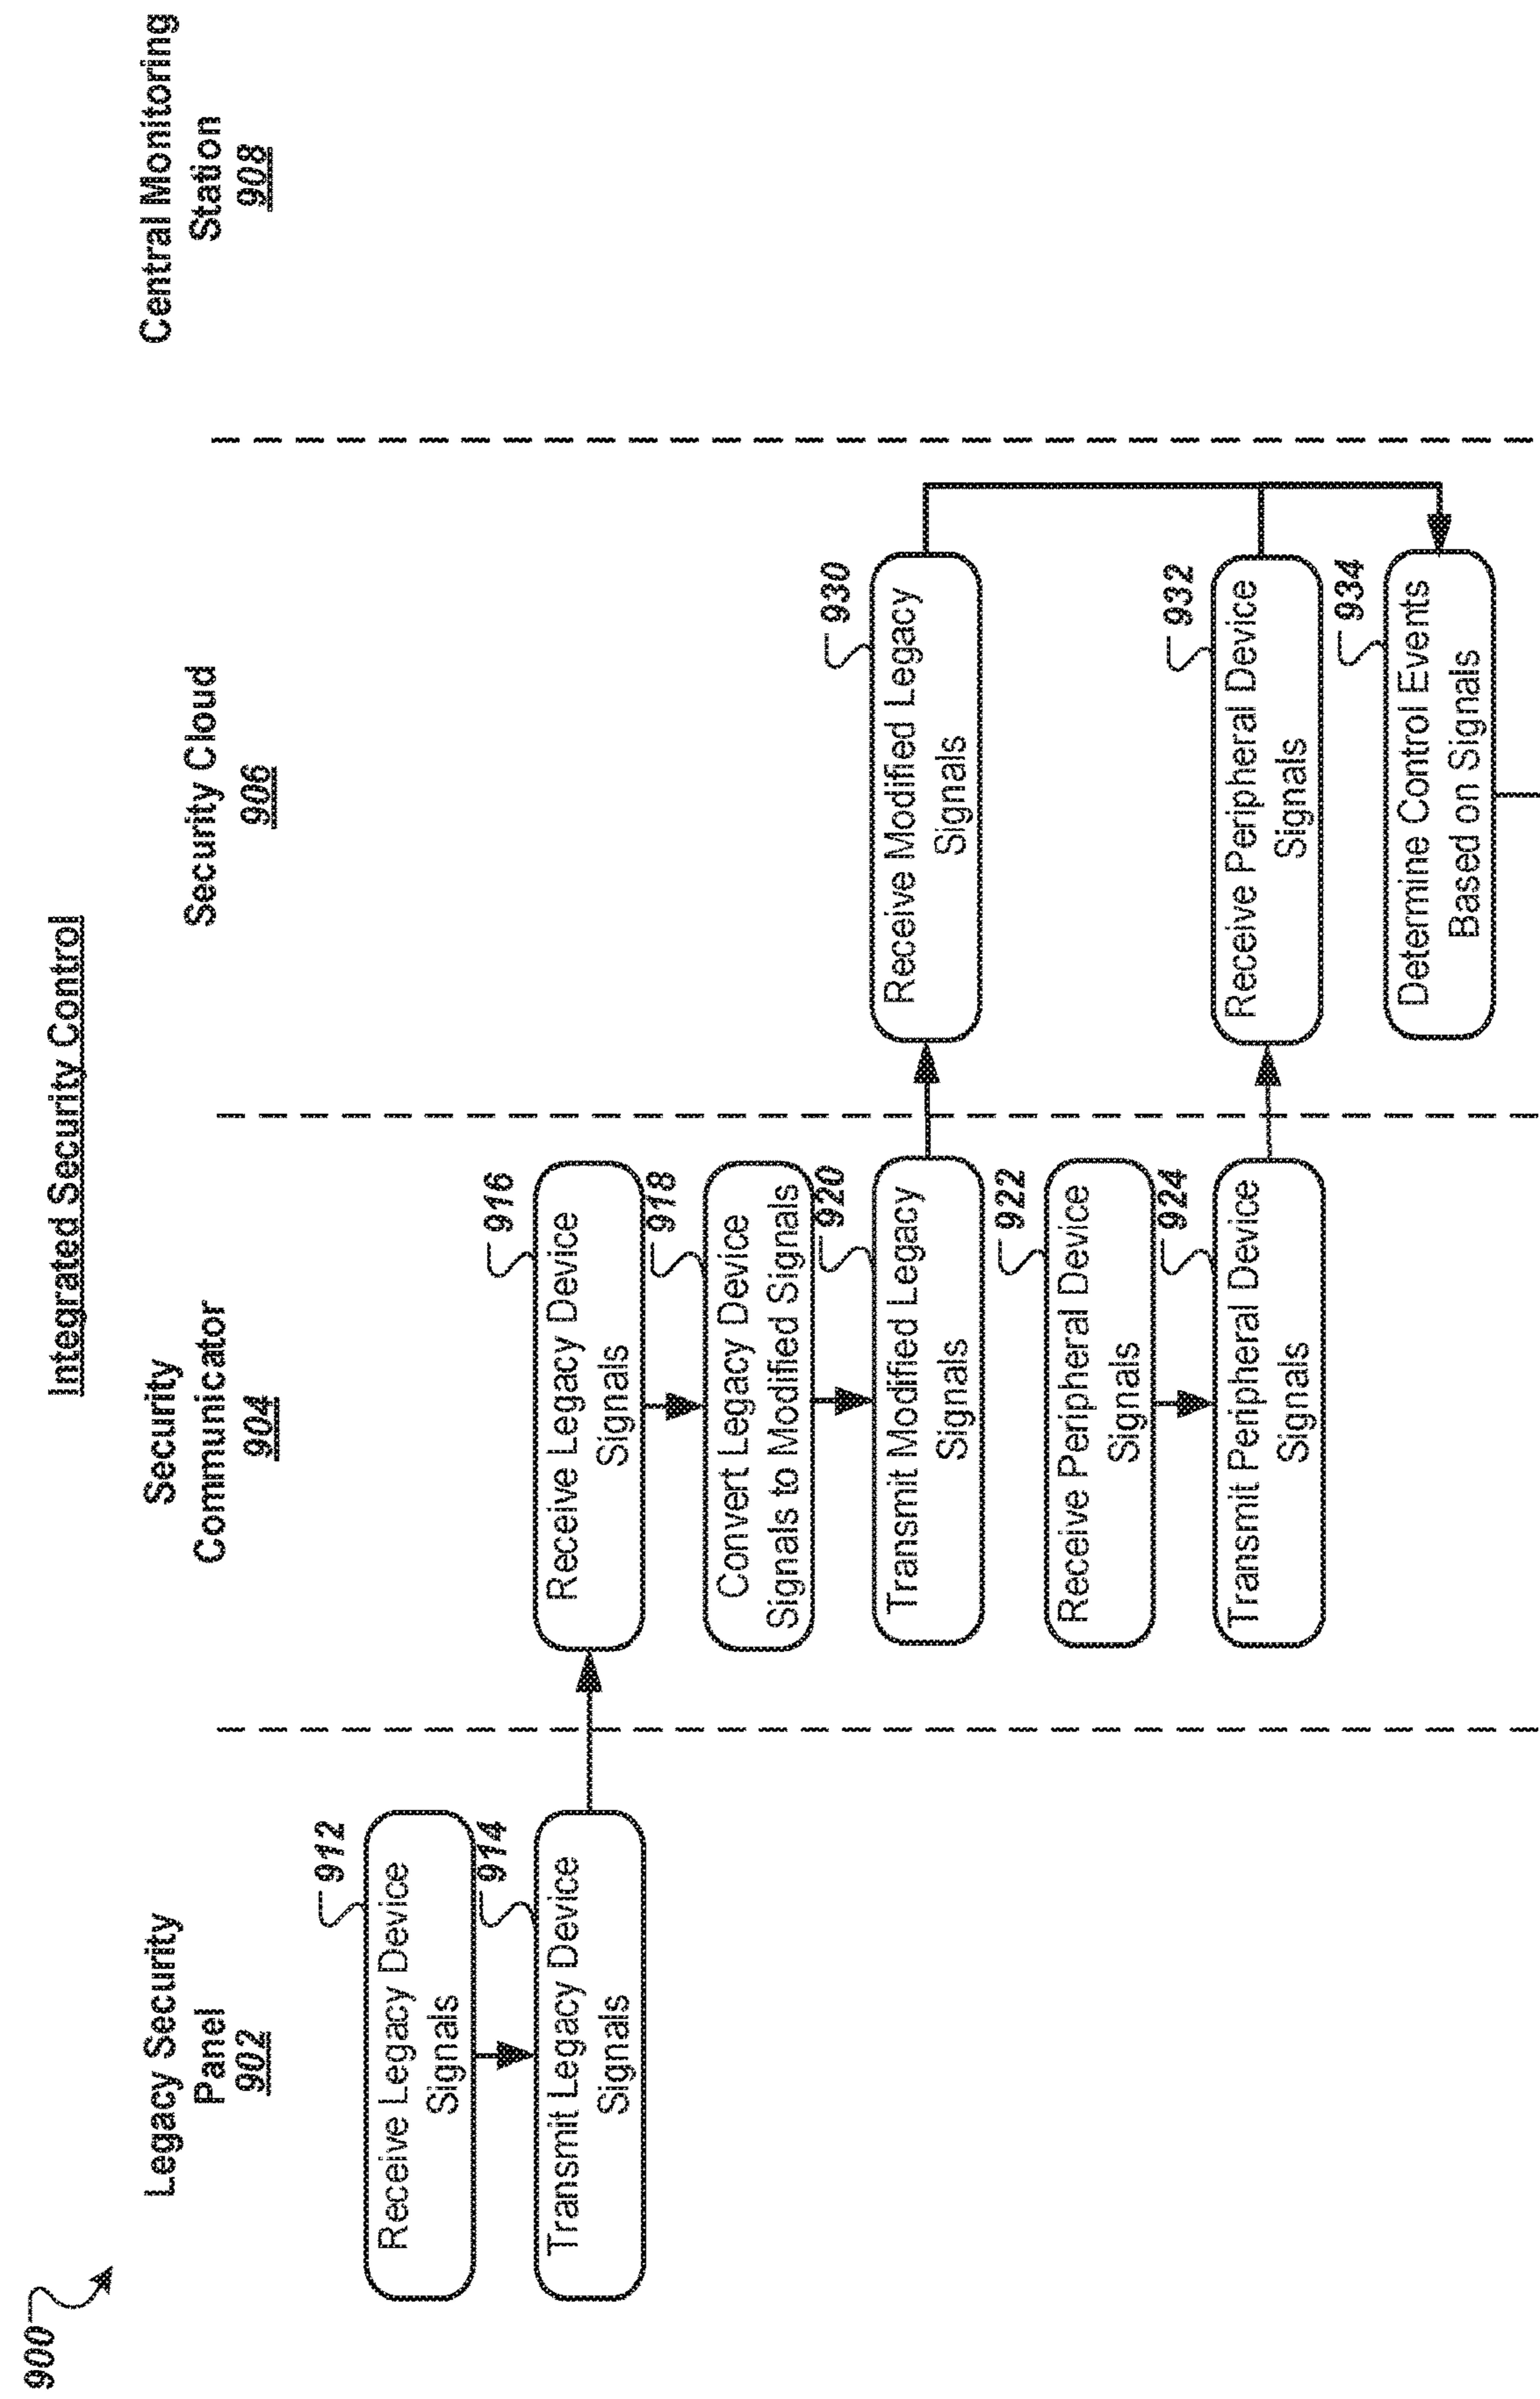 900
Integrated Security Control
Legacy Security
Panel
902
Security
Communicator
904
Security Cloud
906
Central Monitoring
Station
908
912
Receive Legacy Device
Signals
914
Transmit Legacy Device
Signals
916
Receive Legacy Device
Signals
918
Convert Legacy Device
Signals to Modified Signals
920
Transmit Modified Legacy
Signals
922
Receive Peripheral Device
Signals
924
Transmit Peripheral Device
Signals
930
Receive Modified Legacy
Signals
932
Receive Peripheral Device
Signals
934
Determine Control Events
Based on Signals